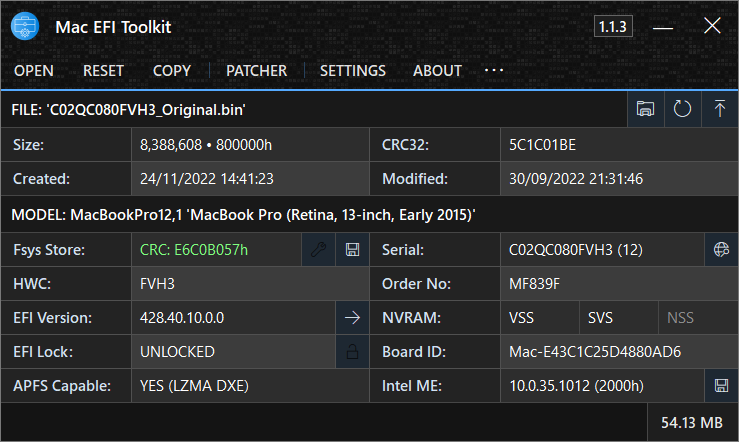 Mac EFI Toolkit 1.1.3
OPEN RESET COPY PATCHER SETTINGS ABOUT ...
FILE: 'C02QC080FVH3_Original.bin'
Size: 8,388,608 • 800000h CRC32: 5C1C01BE
Created: 24/11/2022 14:41:23 Modified: 30/09/2022 21:31:46
MODEL: MacBookPro12,1 'MacBook Pro (Retina, 13-inch, Early 2015)'
Fsys Store: CRC: E6C0B057h Serial: C02QC080FVH3 (12)
HWC: FVH3 Order No: MF839F
EFI Version: 428.40.10.0.0 NVRAM: VSS SVS NSS
EFI Lock: UNLOCKED Board ID: Mac-E43C1C25D4880AD6
APFS Capable: YES (LZMA DXE) Intel ME: 10.0.35.1012 (2000h)
54.13 MB